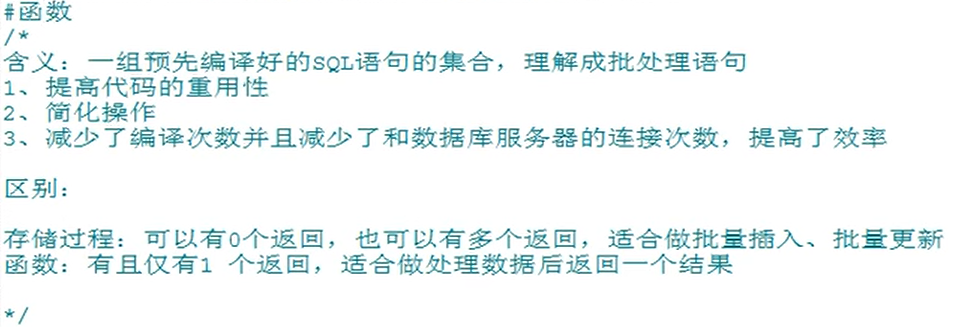 #函数
/*
含义：一组预先编译好的SQL语句的集合，理解成批处理语句
1、提高代码的重用性
2、简化操作
3、减少了编译次数并且减少了和数据库服务器的连接次数，提高了效率
区别：
存储过程：可以有0个返回，也可以有多个返回，适合做批量插入、批量更新
函数：有且仅有1 个返回，适合做处理数据后返回一个结果
*/